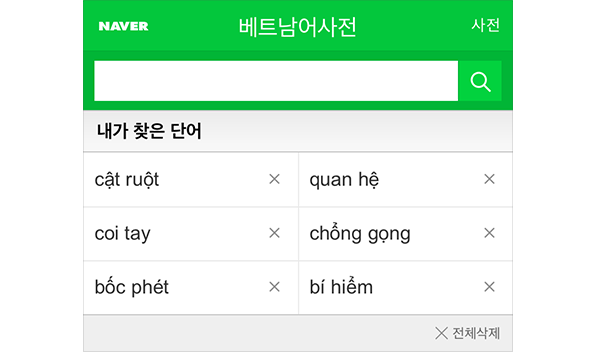 NAVER 베트남어사전 사전
내가 찾은 단어
cật ruột × quan hệ ×
coi tay × chổng gọng ×
bốc phét × bí hiểm ×
× 전체삭제